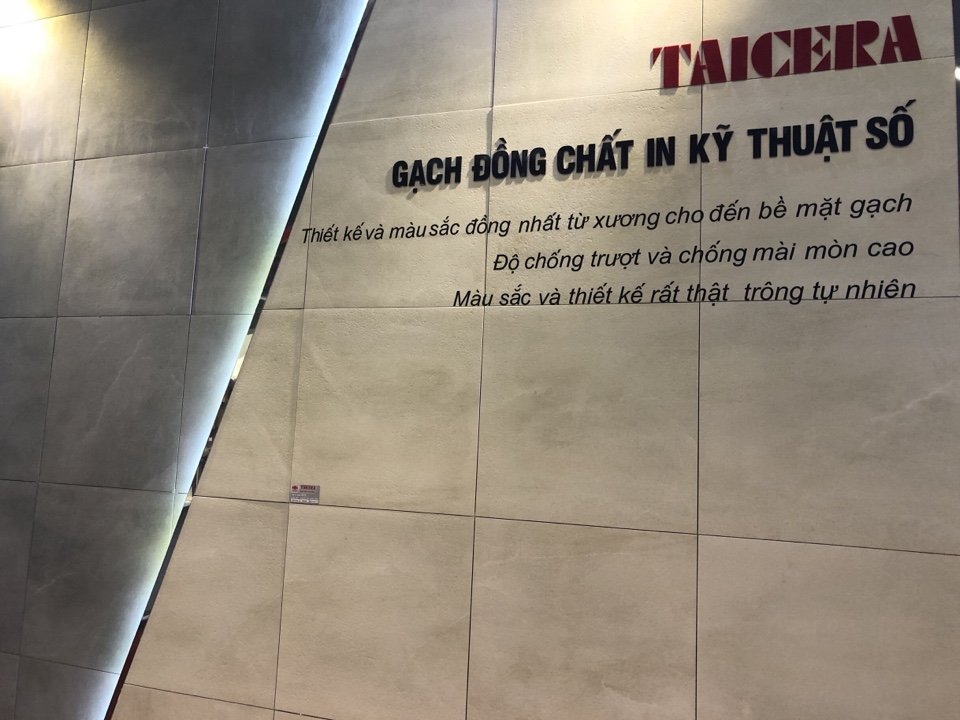 TAICERA
GẠCH ĐỒNG CHẤT IN KỸ THUẬT SỐ
Thiết kế và màu sắc đồng nhất từ xương cho đến bề mặt gạch
Độ chống trượt và chống mài mòn cao
Màu sắc và thiết kế rất thật trông tự nhiên
TAICERA